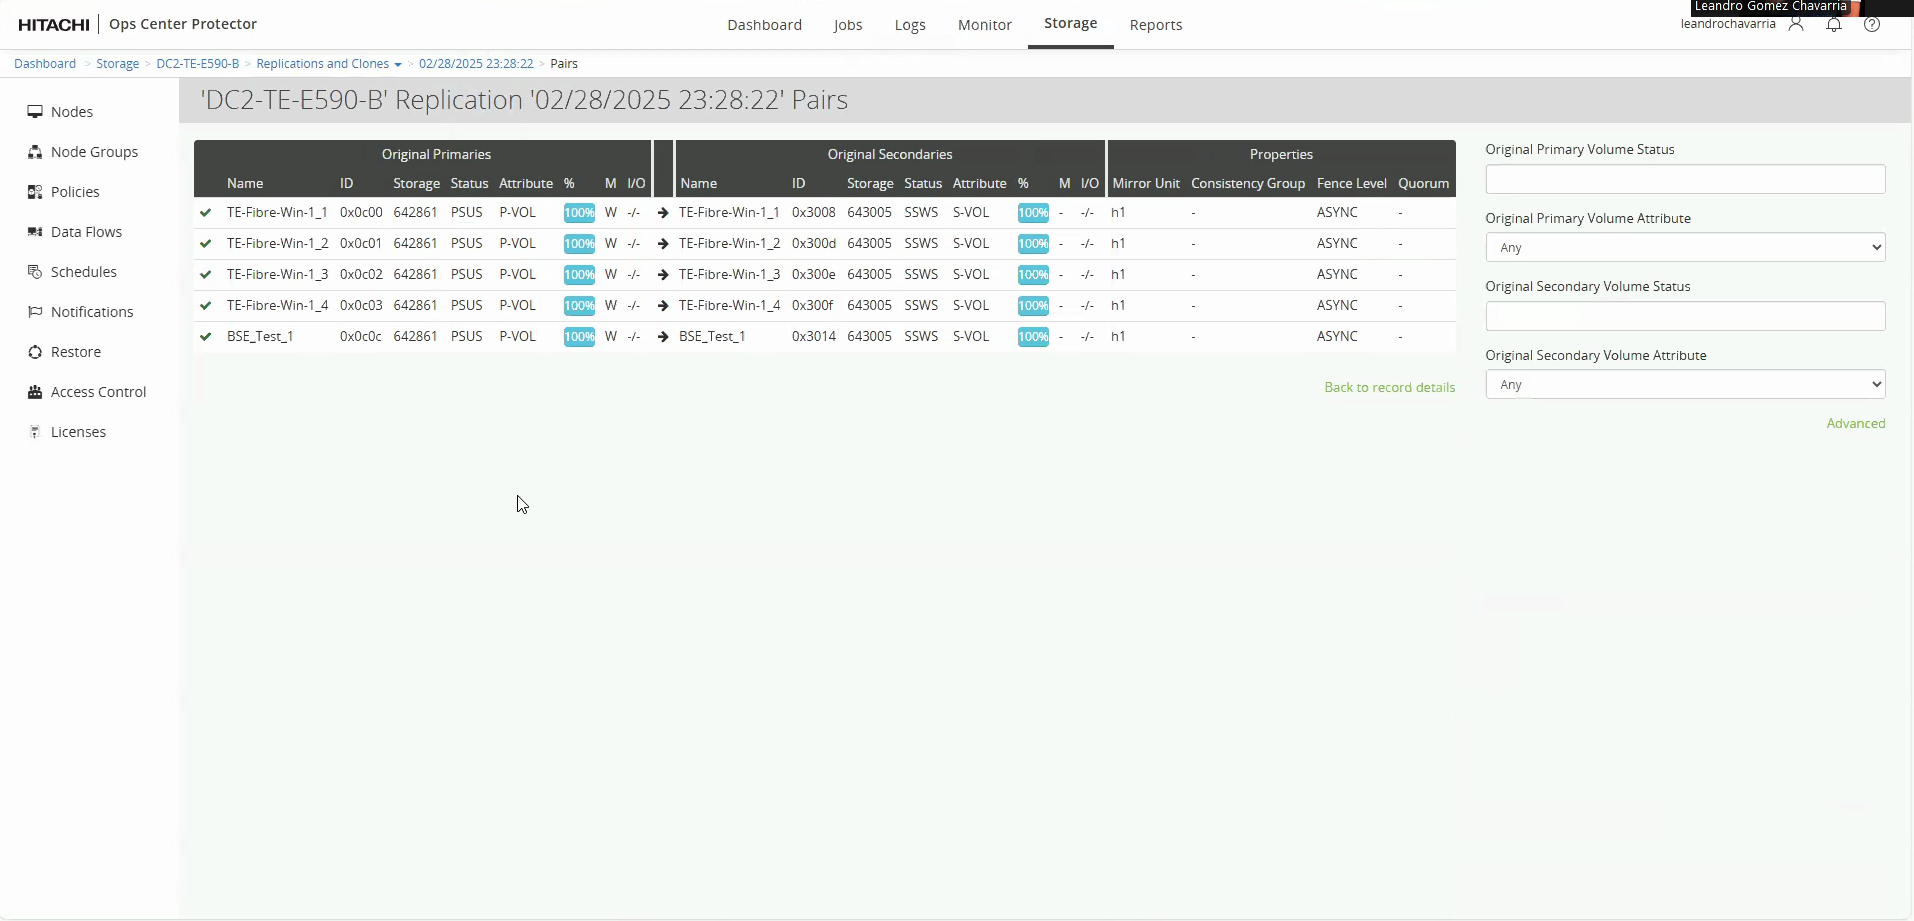 Leandro Gomez Chavarria
HITACHI | Ops Center Protector
Dashboard Jobs Logs Monitor Storage Reports
leandrochavarria
Dashboard > Storage > DC2-TE-E590-B > Replications and Clones > 02/28/2025 23:28:22 > Pairs
Nodes
Node Groups
Policies
Data Flows
Schedules
Notifications
Restore
Access Control
Licenses
'DC2-TE-E590-B' Replication '02/28/2025 23:28:22' Pairs
Original Primaries Original Secondaries Properties
Name ID Storage Status Attribute % M I/O Name ID Storage Status Attribute % M I/O Mirror Unit Consistency Group Fence Level Quorum
TE-Fibre-Win-1_1 0x0c00 642861 PSUS P-VOL 100% W -/- TE-Fibre-Win-1_1 0x3008 643005 SSWS S-VOL 100% - -/- h1 - ASYNC -
TE-Fibre-Win-1_2 0x0c01 642861 PSUS P-VOL 100% W -/- TE-Fibre-Win-1_2 0x300d 643005 SSWS S-VOL 100% - -/- h1 - ASYNC -
TE-Fibre-Win-1_3 0x0c02 642861 PSUS P-VOL 100% W -/- TE-Fibre-Win-1_3 0x300e 643005 SSWS S-VOL 100% - -/- h1 - ASYNC -
TE-Fibre-Win-1_4 0x0c03 642861 PSUS P-VOL 100% W -/- TE-Fibre-Win-1_4 0x300f 643005 SSWS S-VOL 100% - -/- h1 - ASYNC -
BSE_Test_1 0x0c0c 642861 PSUS P-VOL 100% W -/- BSE_Test_1 0x3014 643005 SSWS S-VOL 100% - -/- h1 - ASYNC -
Back to record details
Original Primary Volume Status
Original Primary Volume Attribute
Any
Original Secondary Volume Status
Original Secondary Volume Attribute
Any
Advanced